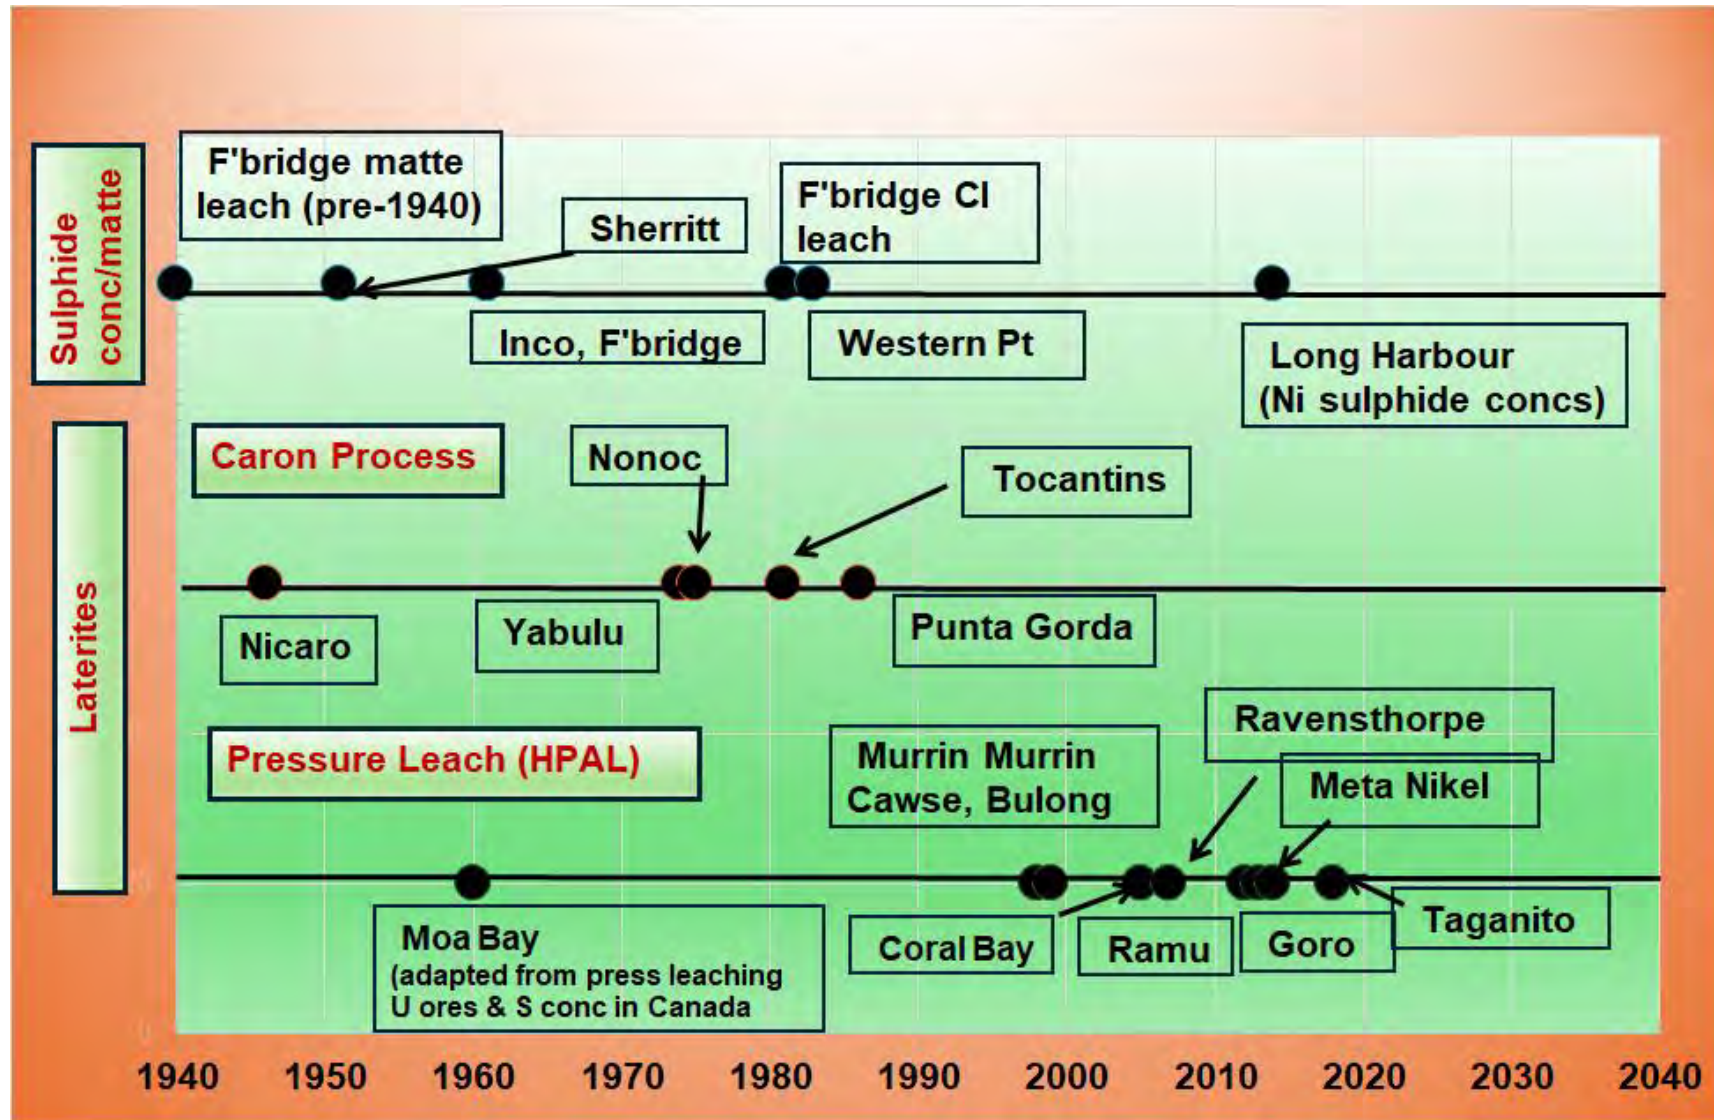 Sulphide
conc/matte
F'bridge matte
leach (pre-1940)
Sherritt
F'bridge Cl
leach
Inco, F'bridge
Western Pt
Long Harbour
(Ni sulphide concs)
Laterites
Caron Process
Nonoc
Tocantins
Nicaro
Yabulu
Punta Gorda
Pressure Leach (HPAL)
Murrin Murrin
Cawse, Bulong
Ravensthorpe
Meta Nikel
Moa Bay
(adapted from press leaching
U ores & S conc in Canada
Coral Bay
Ramu
Goro
Taganito
1940 1950 1960 1970 1980 1990 2000 2010 2020 2030 2040